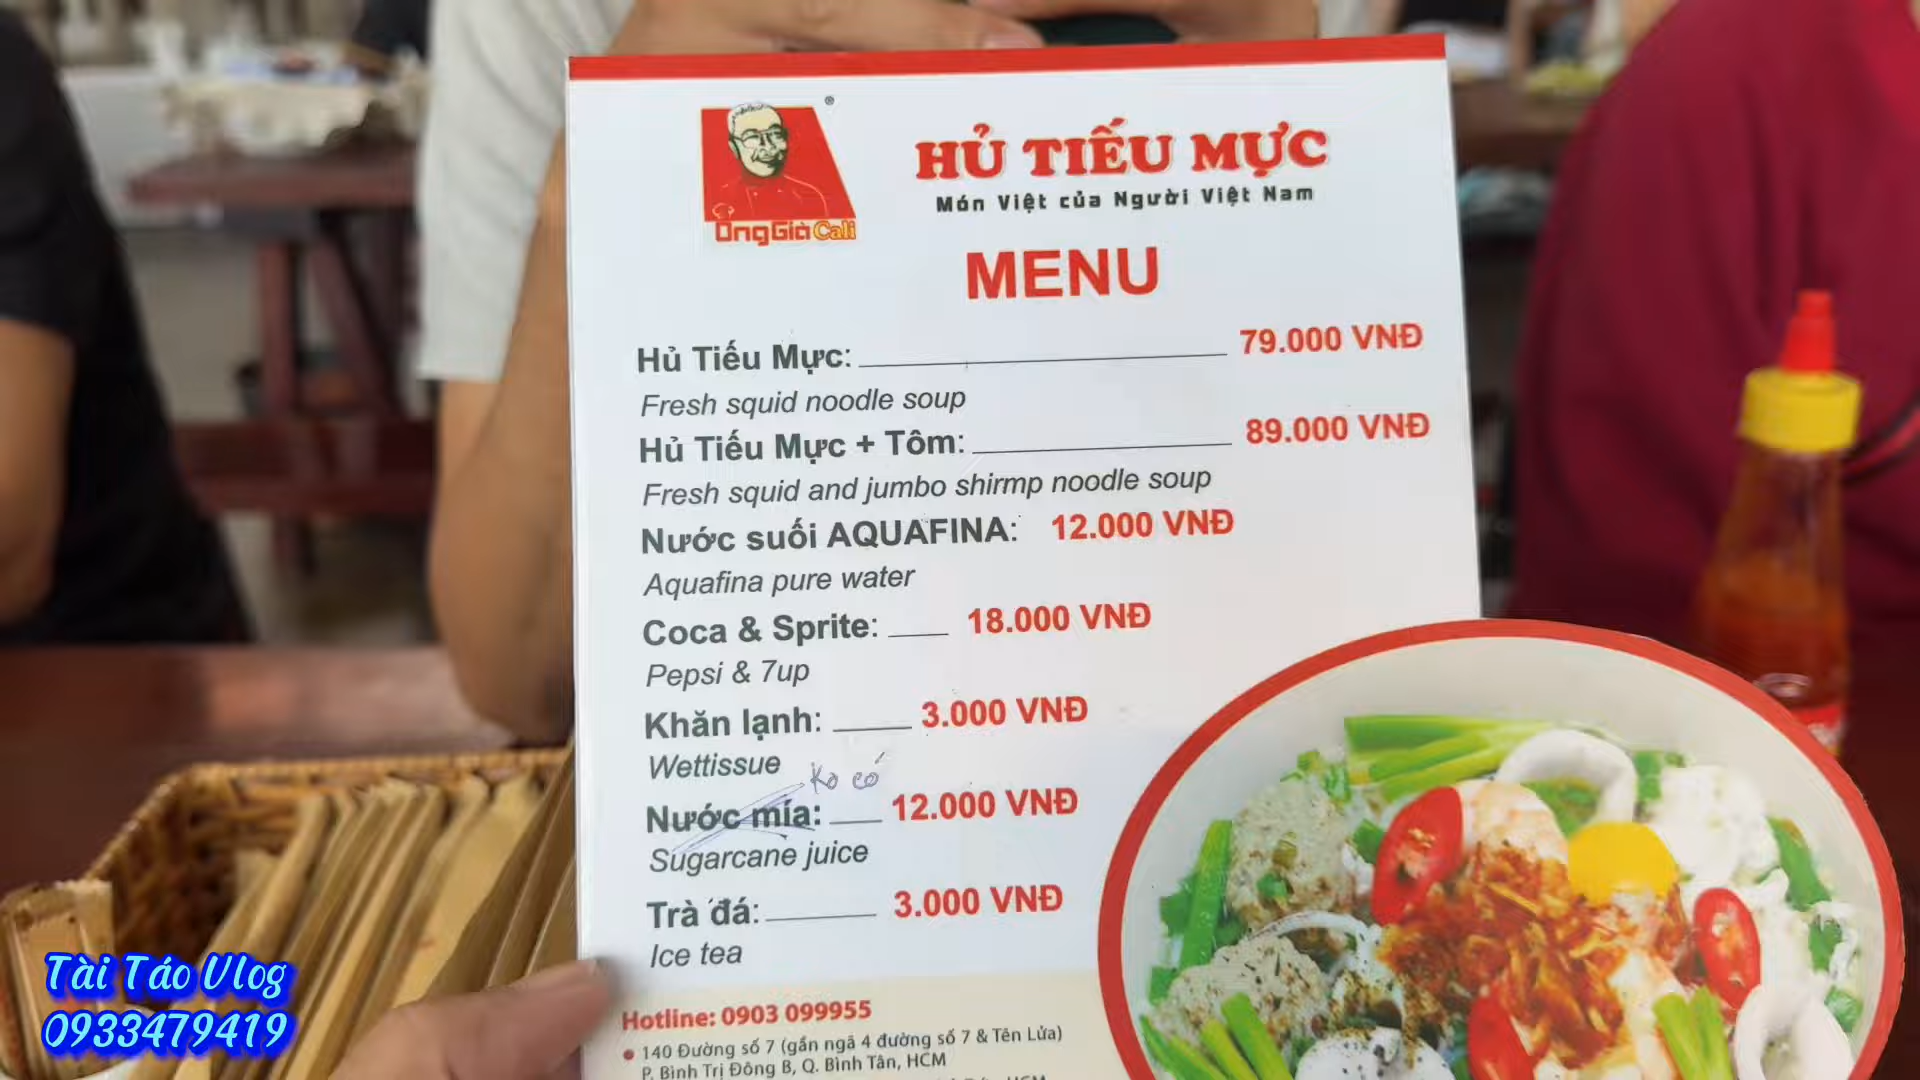 ®
HỦ TIẾU MỰC
Món Việt của Người Việt Nam
ÔngGiàCali
MENU
Hủ Tiếu Mực: 79.000 VNĐ
Fresh squid noodle soup
Hủ Tiếu Mực + Tôm: 89.000 VNĐ
Fresh squid and jumbo shirmp noodle soup
Nước suối AQUAFINA: 12.000 VNĐ
Aquafina pure water
Coca & Sprite: 18.000 VNĐ
Pepsi & 7up
Khăn lạnh: 3.000 VNĐ
Wettissue
Ko có
Nước mía: 12.000 VNĐ
Sugarcane juice
Trà đá: 3.000 VNĐ
Ice tea
Hotline: 0903 099955
140 Đường số 7 (gần ngã 4 đường số 7 & Tên Lửa)
P. Bình Trị Đông B, Q. Bình Tân, HCM
Tài Táo Vlog
0933479419